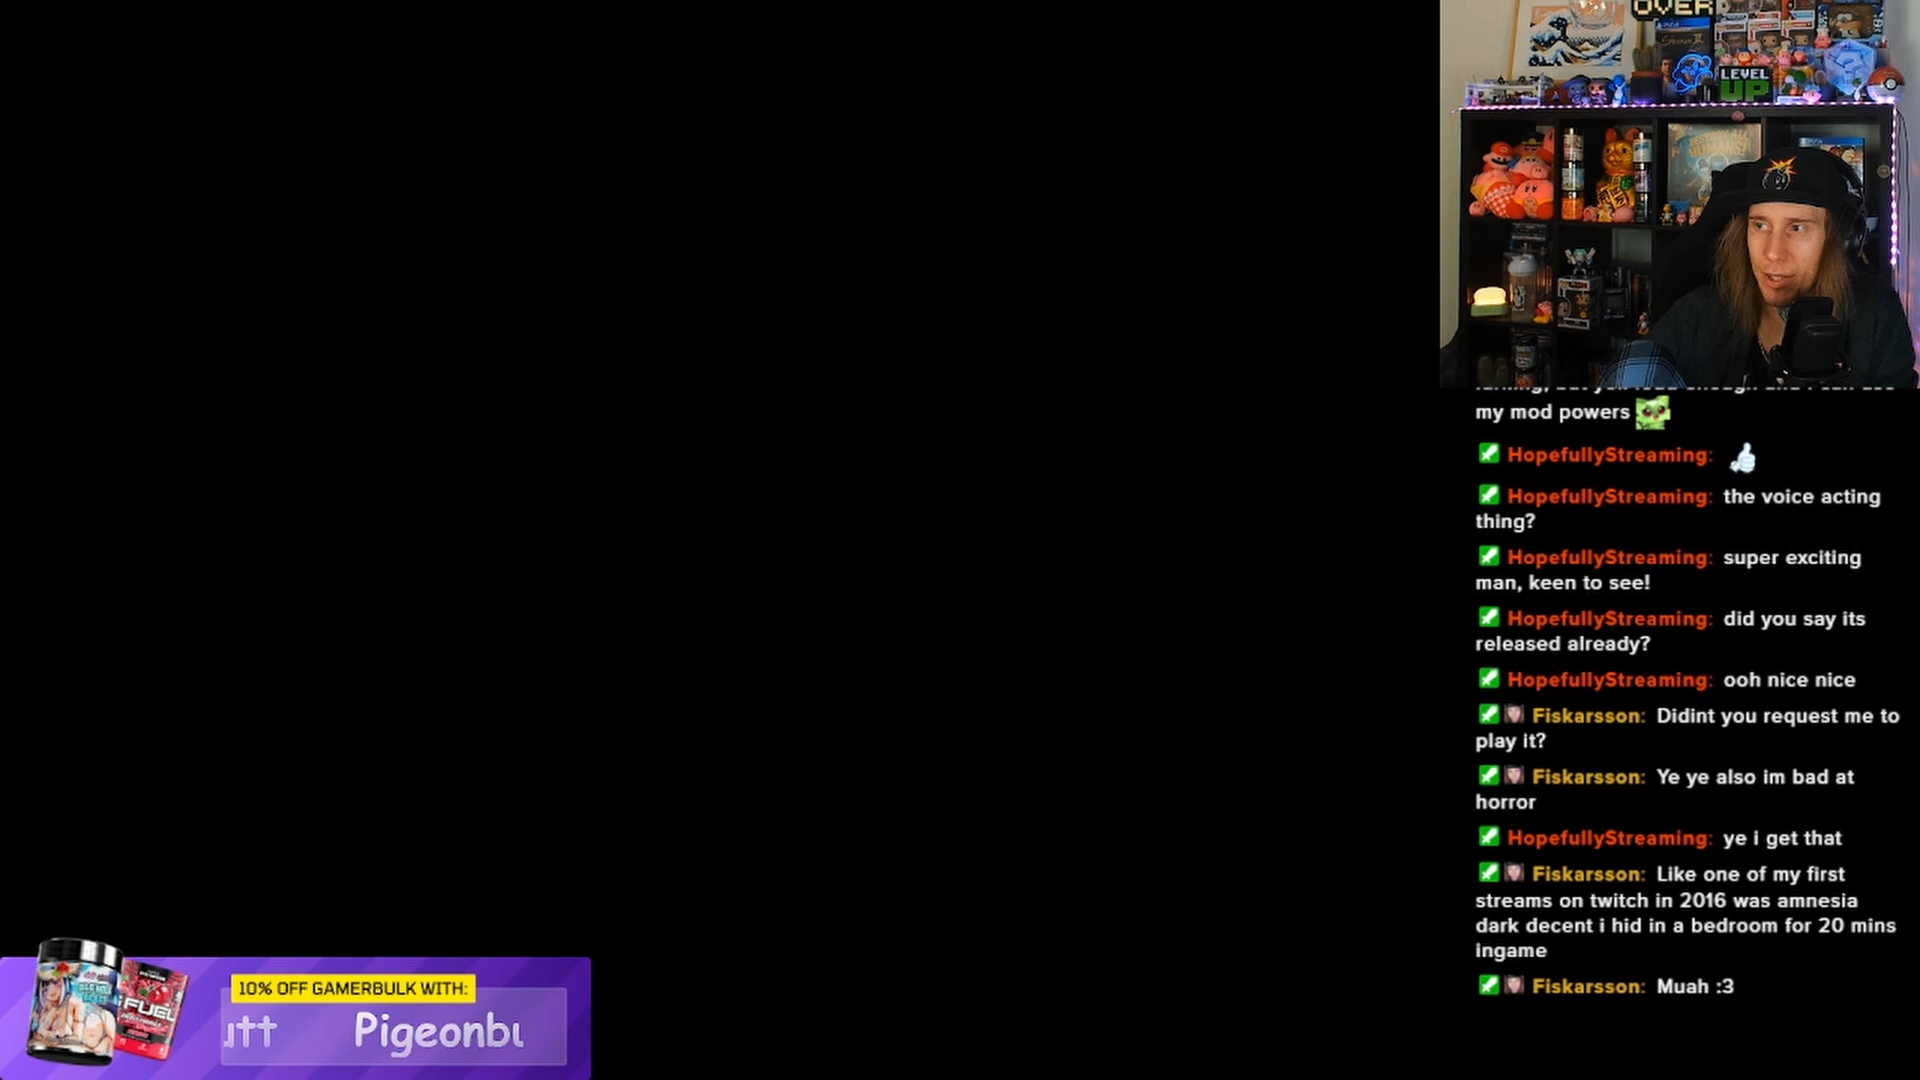 OVER
LEVEL
UP
my mod powers
HopefullyStreaming:
HopefullyStreaming: the voice acting
thing?
HopefullyStreaming: super exciting
man, keen to see!
HopefullyStreaming: did you say its
released already?
HopefullyStreaming: ooh nice nice
Fiskarsson: Didint you request me to
play it?
Fiskarsson: Ye ye also im bad at
horror
HopefullyStreaming: ye i get that
Fiskarsson: Like one of my first
streams on twitch in 2016 was amnesia
dark decent i hid in a bedroom for 20 mins
ingame
Fiskarsson: Muah :3
10% OFF GAMERBULK WITH:
utt Pigeonbu
FUEL